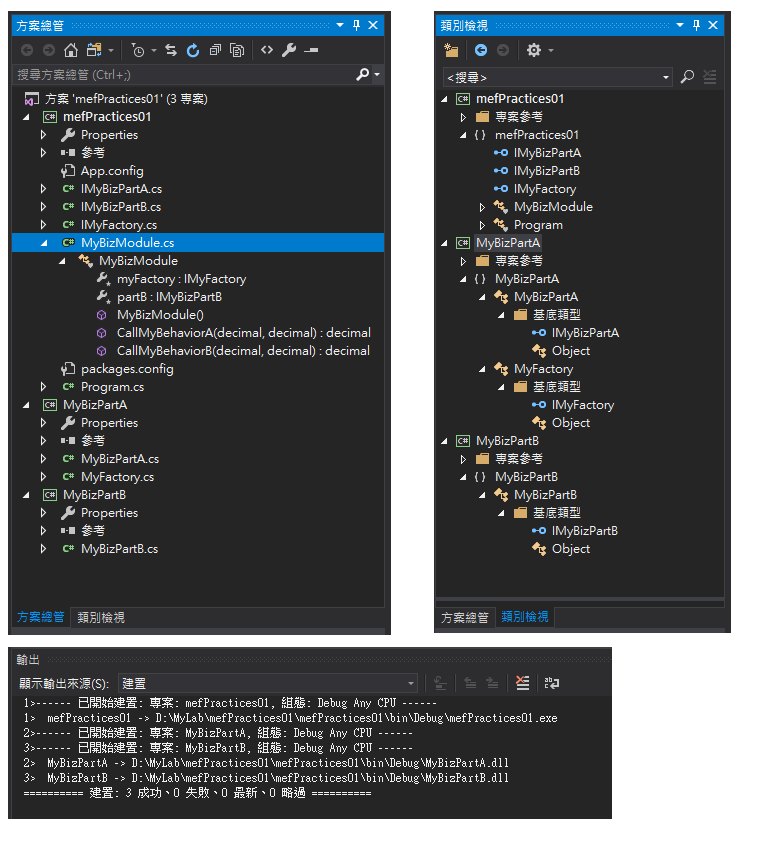 方案總管
搜尋方案總管 (Ctrl+;)
方案 'mefPractices01' (3 專案)
C# mefPractices01
Properties
參考
App.config
C# IMyBizPartA.cs
C# IMyBizPartB.cs
C# IMyFactory.cs
C# MyBizModule.cs
MyBizModule
myFactory : IMyFactory
partB : IMyBizPartB
MyBizModule()
CallMyBehaviorA(decimal, decimal) : decimal
CallMyBehaviorB(decimal, decimal) : decimal
packages.config
C# Program.cs
C# MyBizPartA
Properties
參考
C# MyBizPartA.cs
C# MyFactory.cs
C# MyBizPartB
Properties
參考
C# MyBizPartB.cs
方案總管 類別檢視
類別檢視
<搜尋>
C# mefPractices01
專案參考
{ } mefPractices01
IMyBizPartA
IMyBizPartB
IMyFactory
MyBizModule
Program
C# MyBizPartA
專案參考
{ } MyBizPartA
MyBizPartA
基底類型
IMyBizPartA
Object
MyFactory
基底類型
IMyFactory
Object
C# MyBizPartB
專案參考
{ } MyBizPartB
MyBizPartB
基底類型
IMyBizPartB
Object
方案總管 類別檢視
輸出
顯示輸出來源(S): 建置
1>------ 已開始建置: 專案: mefPractices01, 組態: Debug Any CPU ------
1>  mefPractices01 -> D:\MyLab\mefPractices01\mefPractices01\bin\Debug\mefPractices01.exe
2>------ 已開始建置: 專案: MyBizPartA, 組態: Debug Any CPU ------
3>------ 已開始建置: 專案: MyBizPartB, 組態: Debug Any CPU ------
2>  MyBizPartA -> D:\MyLab\mefPractices01\mefPractices01\bin\Debug\MyBizPartA.dll
3>  MyBizPartB -> D:\MyLab\mefPractices01\mefPractices01\bin\Debug\MyBizPartB.dll
========== 建置: 3 成功、0 失敗、0 最新、0 略過 ==========